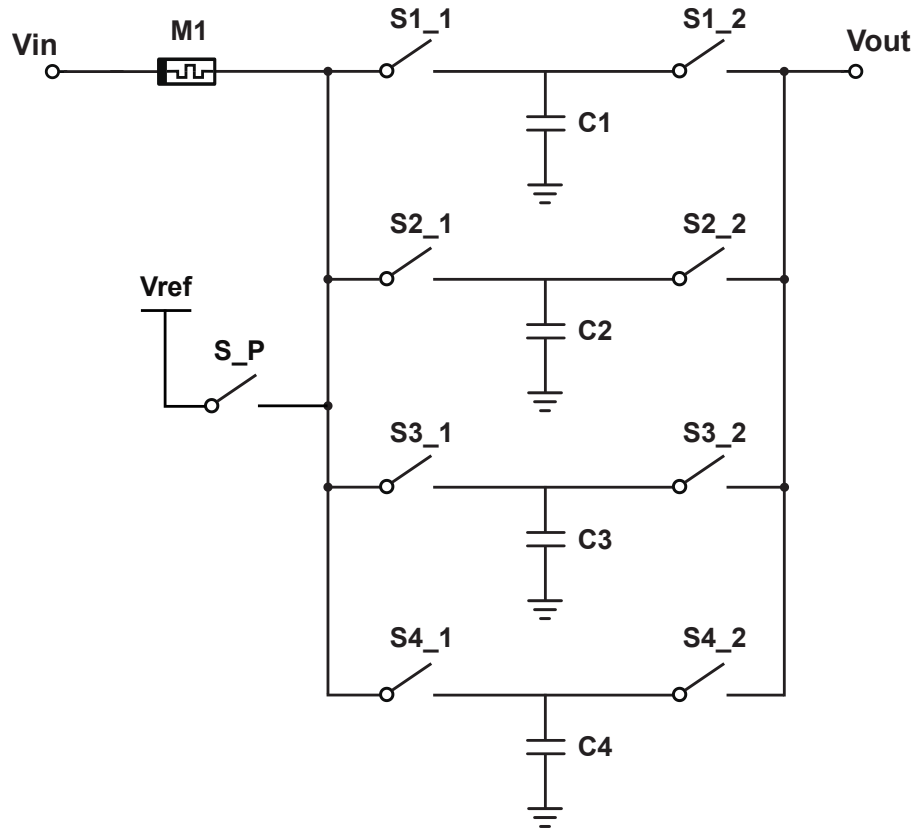 Vin
M1
S1_1
S1_2
Vout
C1
S2_1
S2_2
Vref
C2
S_P
S3_1
S3_2
C3
S4_1
S4_2
C4